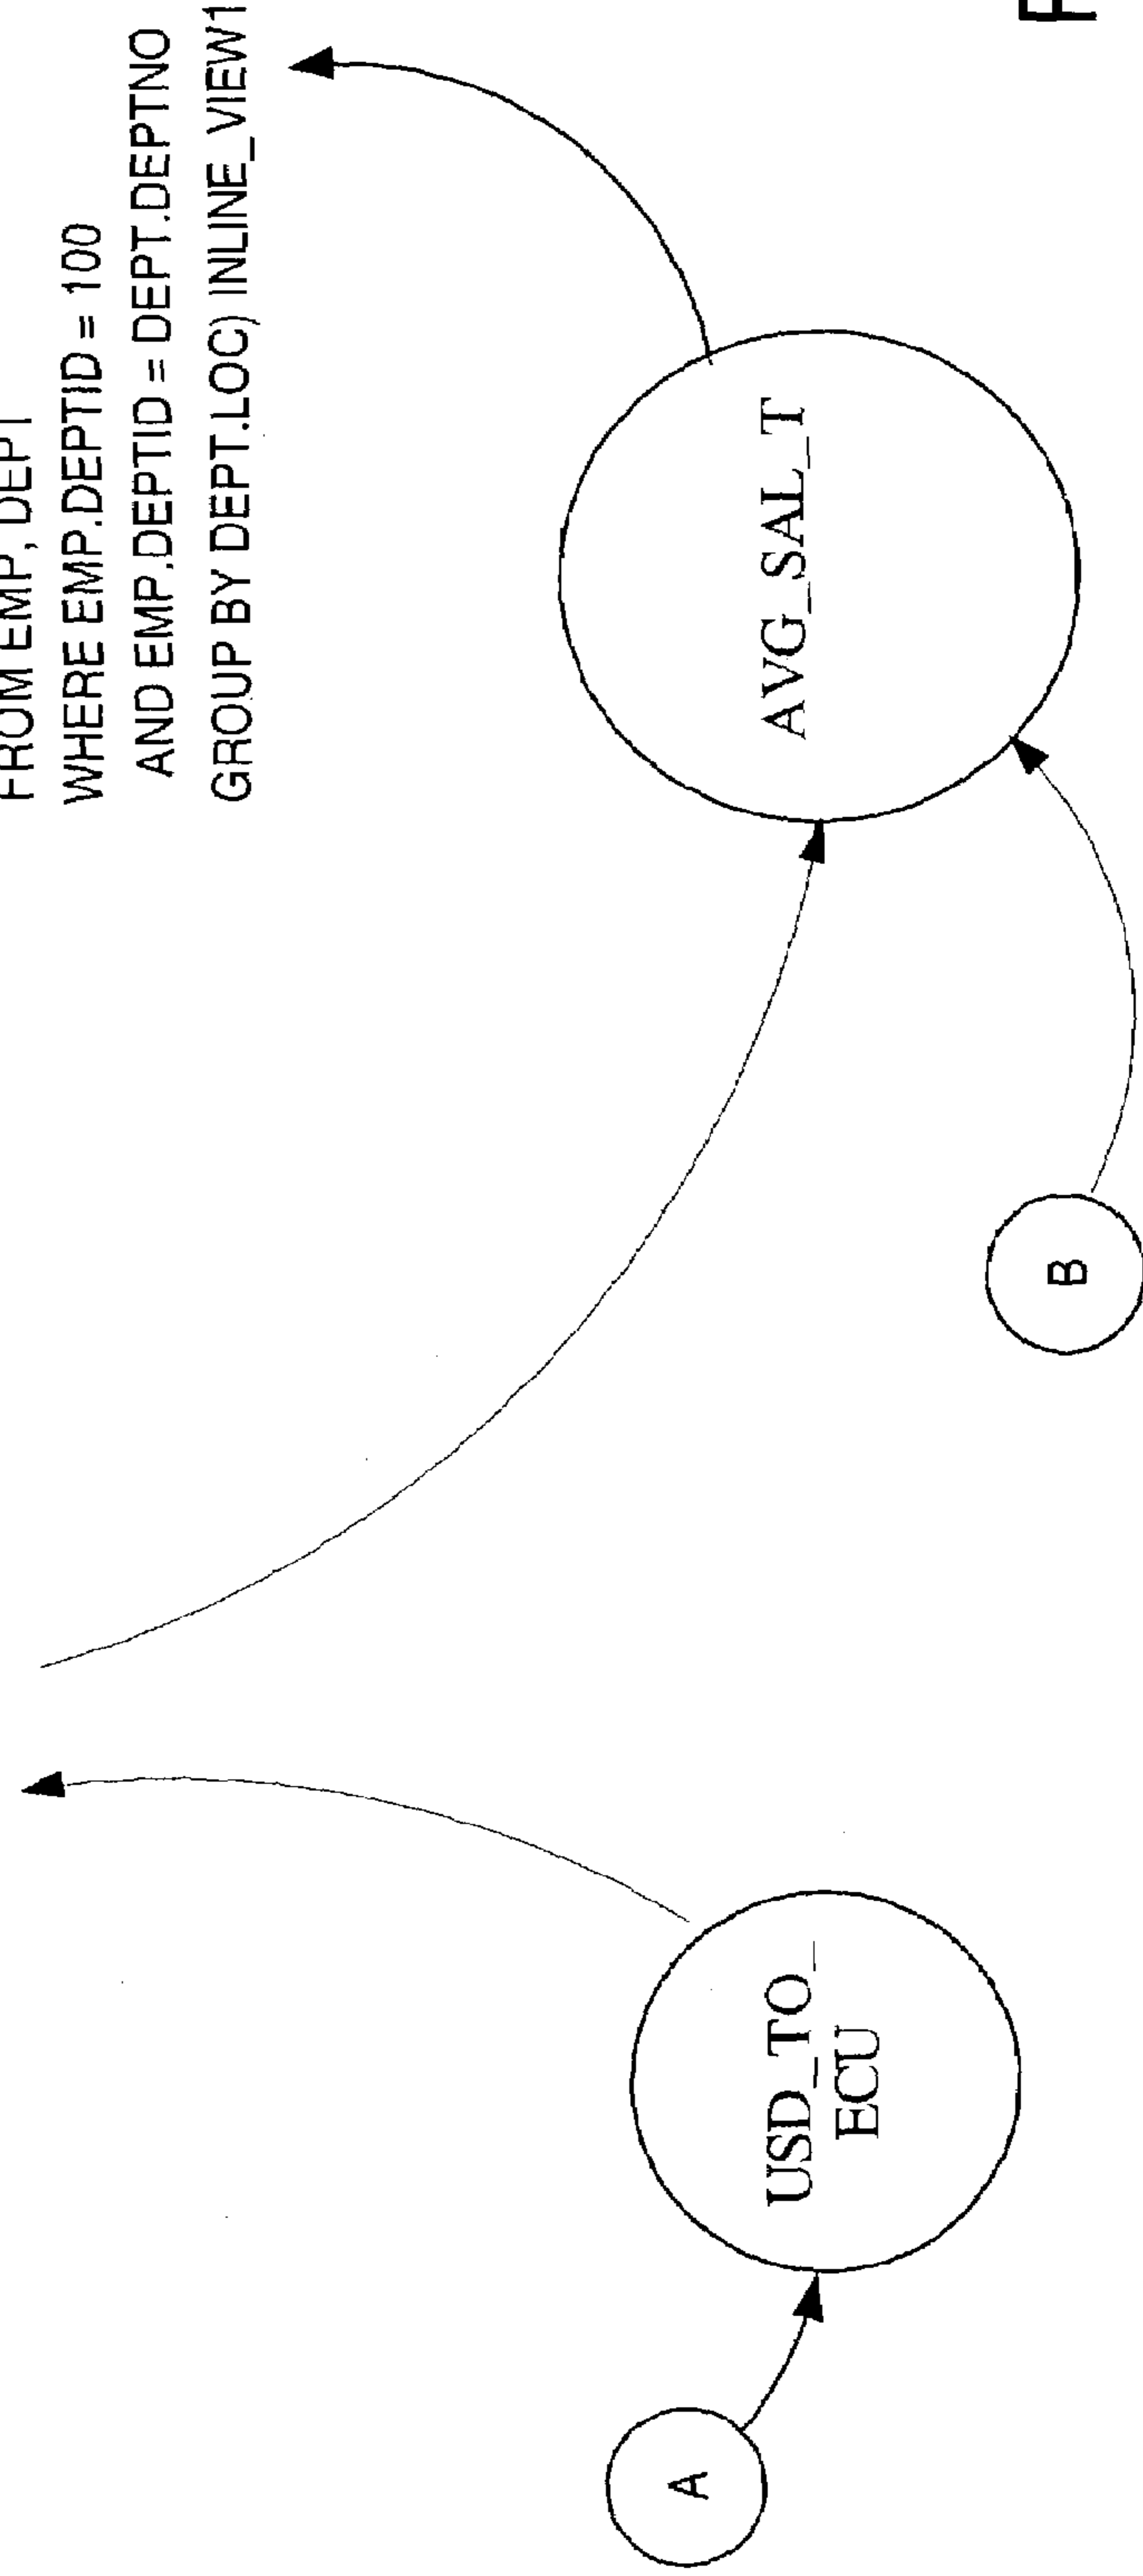 FROM EMP, DEPT
WHERE EMP.DEPTID = 100
AND EMP.DEPTID = DEPT.DEPTNO
GROUP BY DEPT.LOC) INLINE_VIEW1
AVG_SAL_T
USD_TO_
ECU
A
B